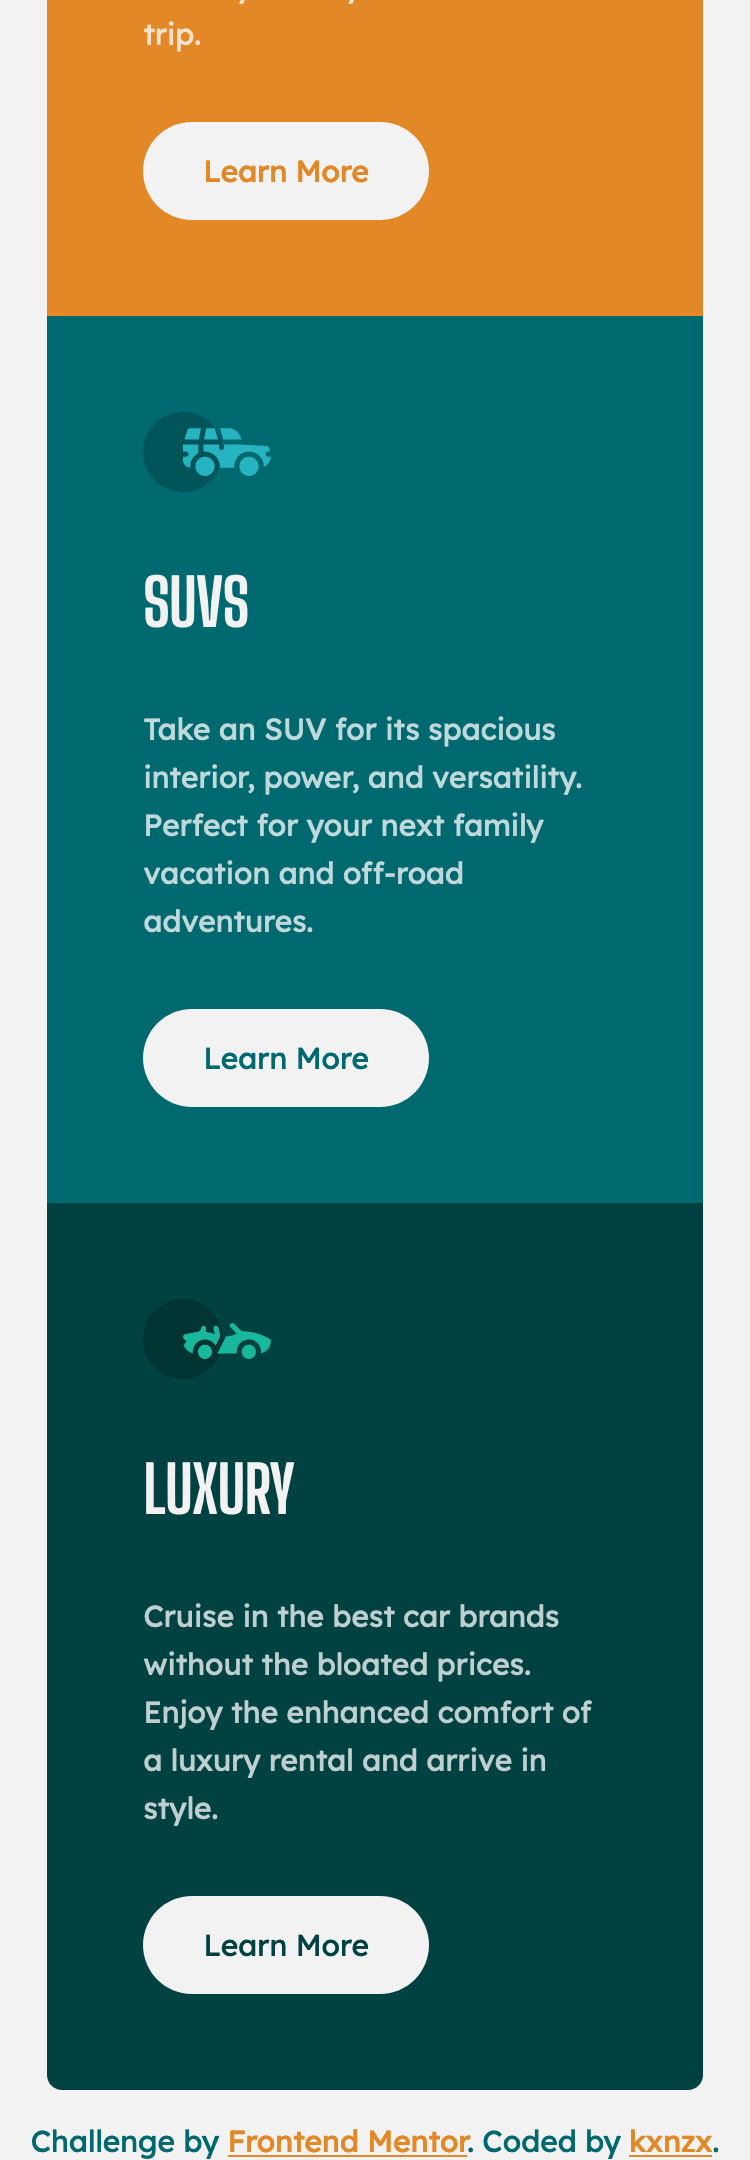 trip.
Learn More
SUVS
Take an SUV for its spacious
interior, power, and versatility.
Perfect for your next family
vacation and off-road
adventures.
Learn More
LUXURY
Cruise in the best car brands
without the bloated prices.
Enjoy the enhanced comfort of
a luxury rental and arrive in
style.
Learn More
Challenge by Frontend Mentor. Coded by kxnzx.